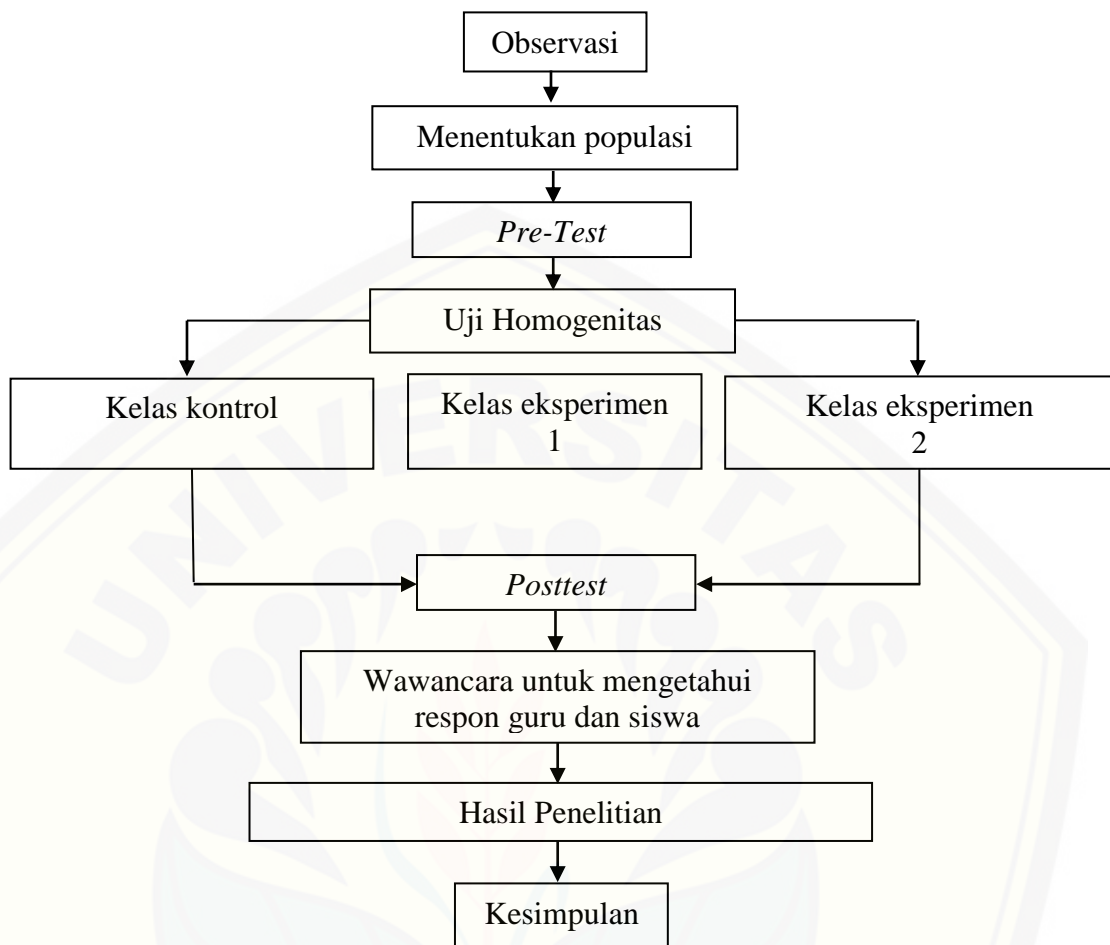 Observasi
Menentukan populasi
Pre-Test
Uji Homogenitas
Kelas kontrol
Kelas eksperimen
1
Kelas eksperimen
2
UNIVERSITAS
Posttest
Wawancara untuk mengetahui
respon guru dan siswa
Hasil Penelitian
Kesimpulan